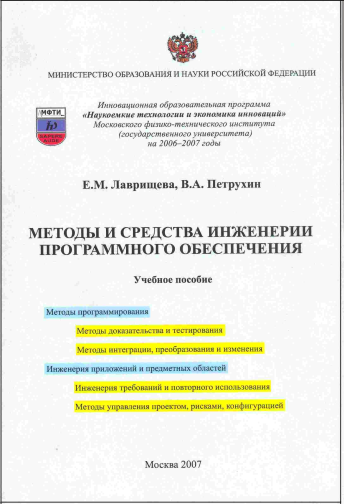 МИНИСТЕРСТВО ОБРАЗОВАНИЯ И НАУКИ РОССИЙСКОЙ ФЕДЕРАЦИИ
Инновационная образовательная программа
«Наукоемкие технологии и экономика инноваций»
Московского физико-технического института
(государственного университета)
на 2006–2007 годы
МФТИ_
Е.М. Лаврищева, В.А. Петрухин
МЕТОДЫ И СРЕДСТВА ИНЖЕНЕРИИ
ПРОГРАММНОГО ОБЕСПЕЧЕНИЯ
Учебное пособие
Методы программирования
Методы доказательства и тестирования
Методы интеграции, преобразования и изменения
Инженерия приложений и предметных областей
Инженерия требований и повторного использования
Методы управления проектом, рисками, конфигурацией
Москва 2007